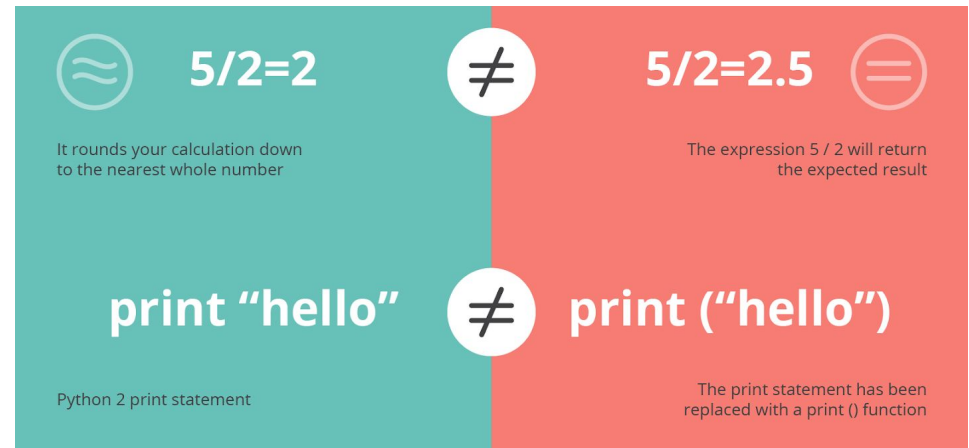 5/2=2
≠
5/2=2.5
It rounds your calculation down
to the nearest whole number
The expression 5 / 2 will return
the expected result
print “hello”
≠
print (“hello”)
Python 2 print statement
The print statement has been
replaced with a print () function